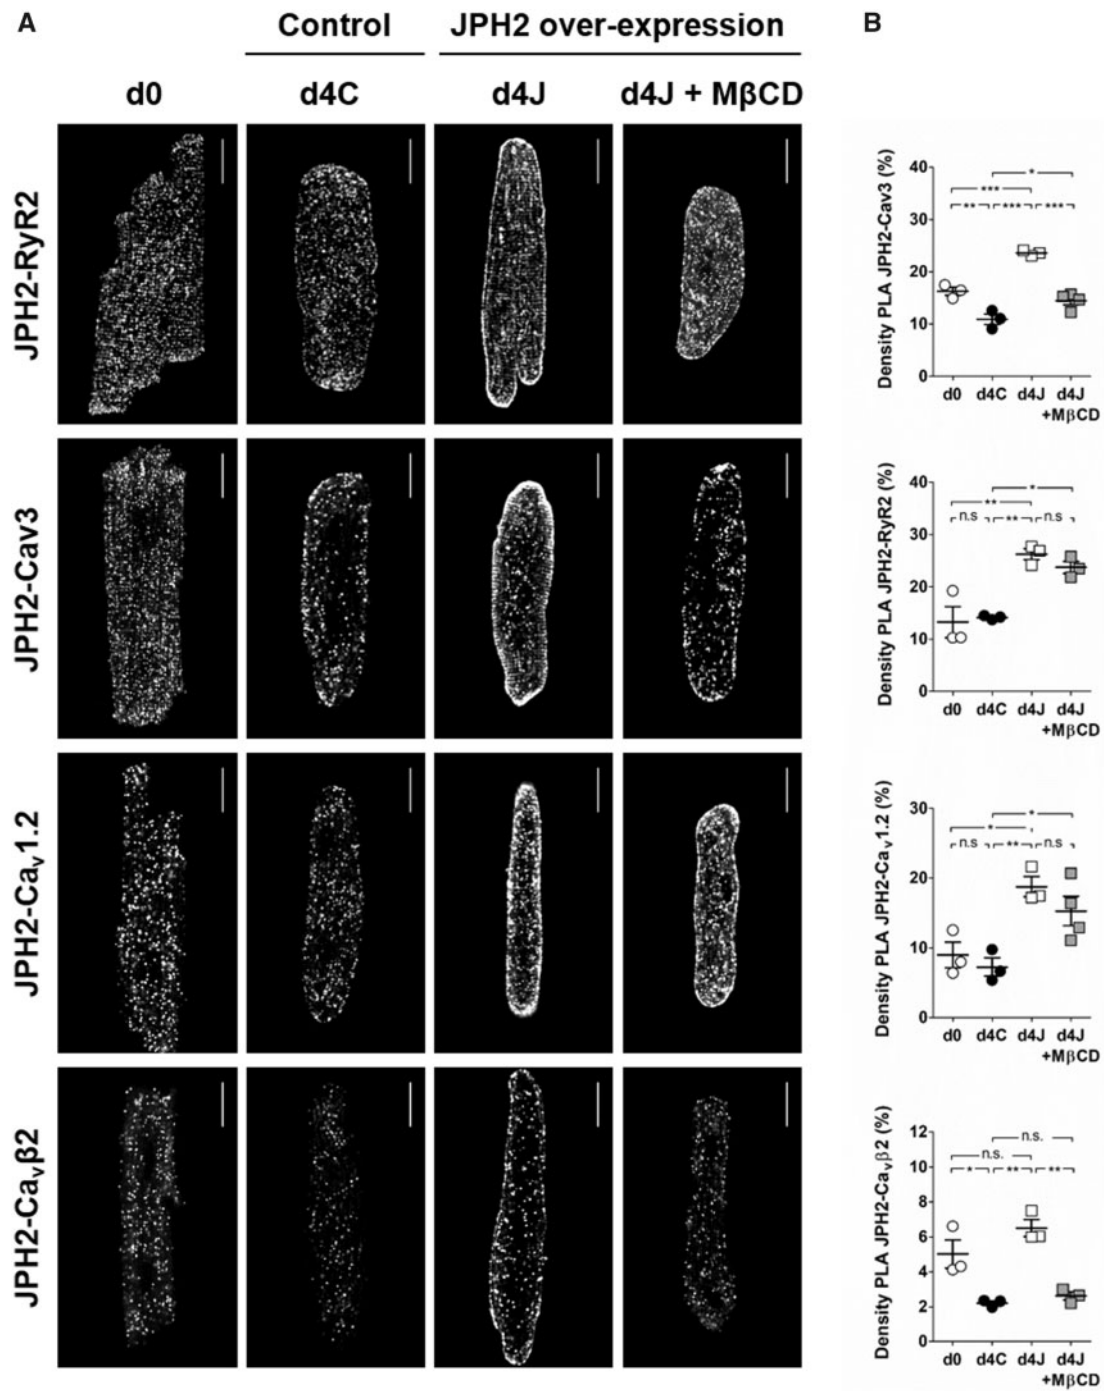 A
Control
JPH2 over-expression
B
d0
d4C
d4J
d4J + MβCD
JPH2-RyR2
JPH2-Cav3
JPH2-Cav1.2
JPH2-Cavβ2
Density PLA JPH2-Cav3 (%)
40
30
20
10
0
*
***
** *** ***
d0 d4C d4J d4J
+MβCD
Density PLA JPH2-RyR2 (%)
40
30
20
10
0
*
**
n.s ** n.s
d0 d4C d4J d4J
+MβCD
Density PLA JPH2-Cav1.2 (%)
30
20
10
0
*
*
n.s ** n.s
d0 d4C d4J d4J
+MβCD
Density PLA JPH2-Cavβ2 (%)
12
10
8
6
4
2
0
n.s.
n.s.
* ** **
d0 d4C d4J d4J
+MβCD